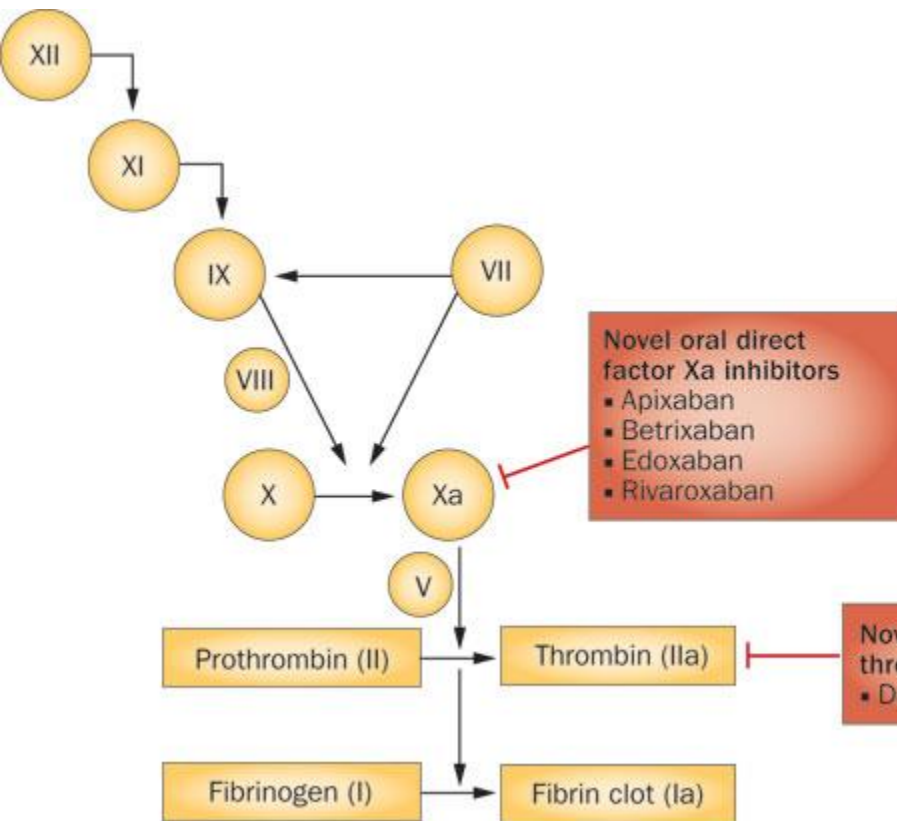 XII
XI
IX
VII
VIII
Novel oral direct
factor Xa inhibitors
▪ Apixaban
▪ Betrixaban
▪ Edoxaban
▪ Rivaroxaban
X
Xa
V
Prothrombin (II)
Thrombin (IIa)
Fibrinogen (I)
Fibrin clot (Ia)